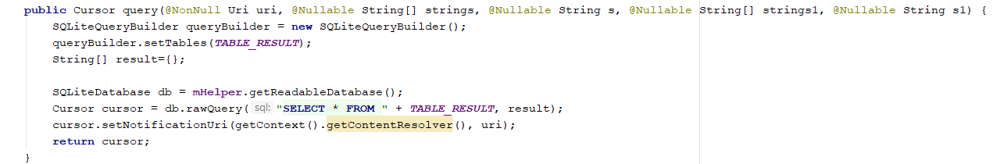 public Cursor query(@NonNull Uri uri, @Nullable String[] strings, @Nullable String s, @Nullable String[] strings1, @Nullable String s1) {
SQLiteQueryBuilder queryBuilder = new SQLiteQueryBuilder();
queryBuilder.setTables(TABLE_RESULT);
String[] result={};
SQLiteDatabase db = mHelper.getReadableDatabase();
Cursor cursor = db.rawQuery( sql: "SELECT * FROM " + TABLE_RESULT, result);
cursor.setNotificationUri(getContext().getContentResolver(), uri);
return cursor;
}